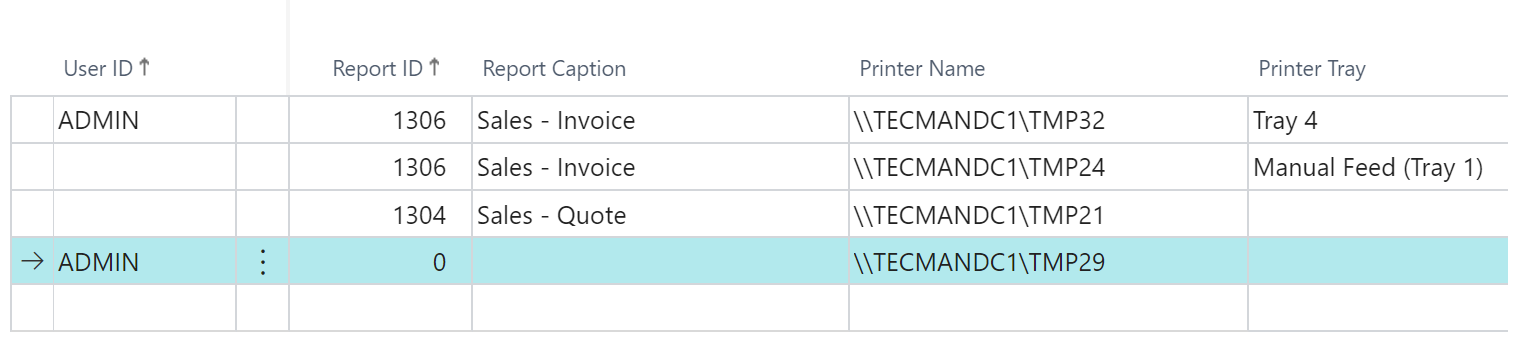 User ID↑ Report ID↑ Report Caption Printer Name Printer Tray
ADMIN 1306 Sales - Invoice \\TECMANDC1\TMP32 Tray 4
1306 Sales - Invoice \\TECMANDC1\TMP24 Manual Feed (Tray 1)
1304 Sales - Quote \\TECMANDC1\TMP21
→ ADMIN ⋮ 0 \\TECMANDC1\TMP29